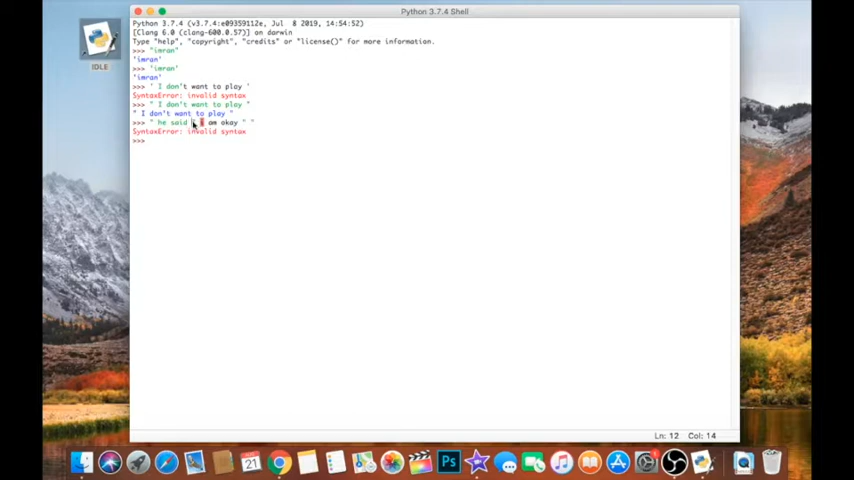 Python 3.7.4 Shell
Python 3.7.4 (v3.7.4:e09359112e, Jul  8 2019, 14:54:52)
[Clang 6.0 (clang-600.0.57)] on darwin
Type "help", "copyright", "credits" or "license()" for more information.
>>> "imran"
'imran'
>>> 'imran'
'imran'
>>> ' I don't want to play '
SyntaxError: invalid syntax
>>> " I don't want to play "
" I don't want to play "
>>> " he said " i am okay " "
SyntaxError: invalid syntax
>>>
IDLE
Ln: 12 Col: 14
21
Ps